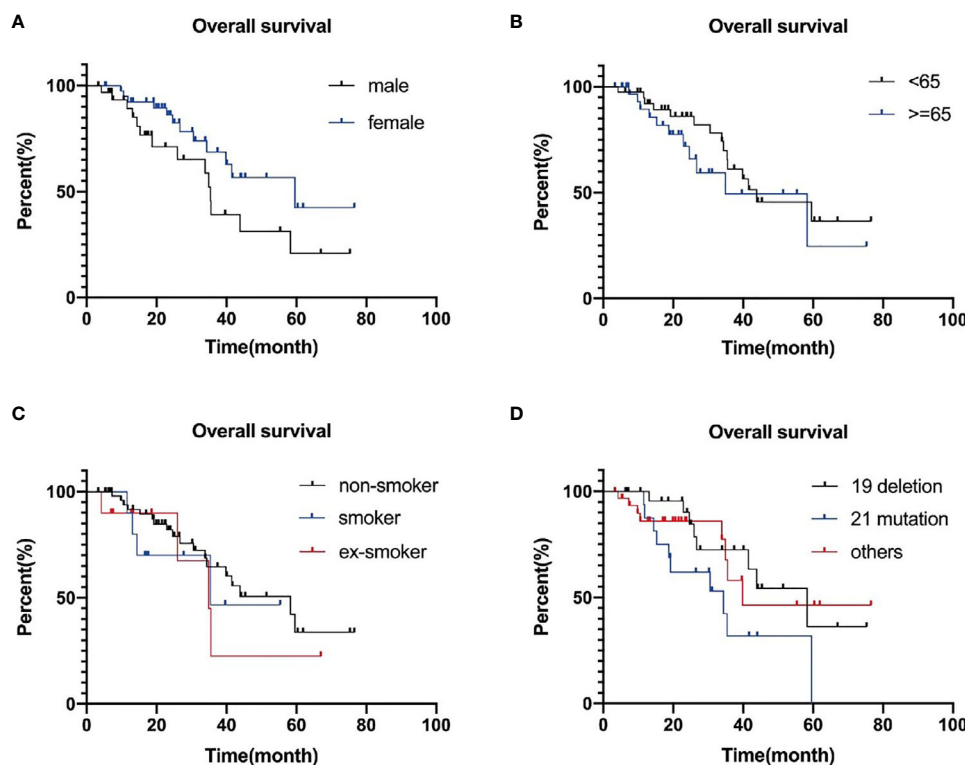 A
Overall survival
Percent(%)
100
50
0
male
female
0 20 40 60 80 100
Time(month)
B
Overall survival
Percent(%)
100
50
0
<65
>=65
0 20 40 60 80 100
Time(month)
C
Overall survival
Percent(%)
100
50
0
non-smoker
smoker
ex-smoker
0 20 40 60 80 100
Time(month)
D
Overall survival
Percent(%)
100
50
0
19 deletion
21 mutation
others
0 20 40 60 80 100
Time(month)